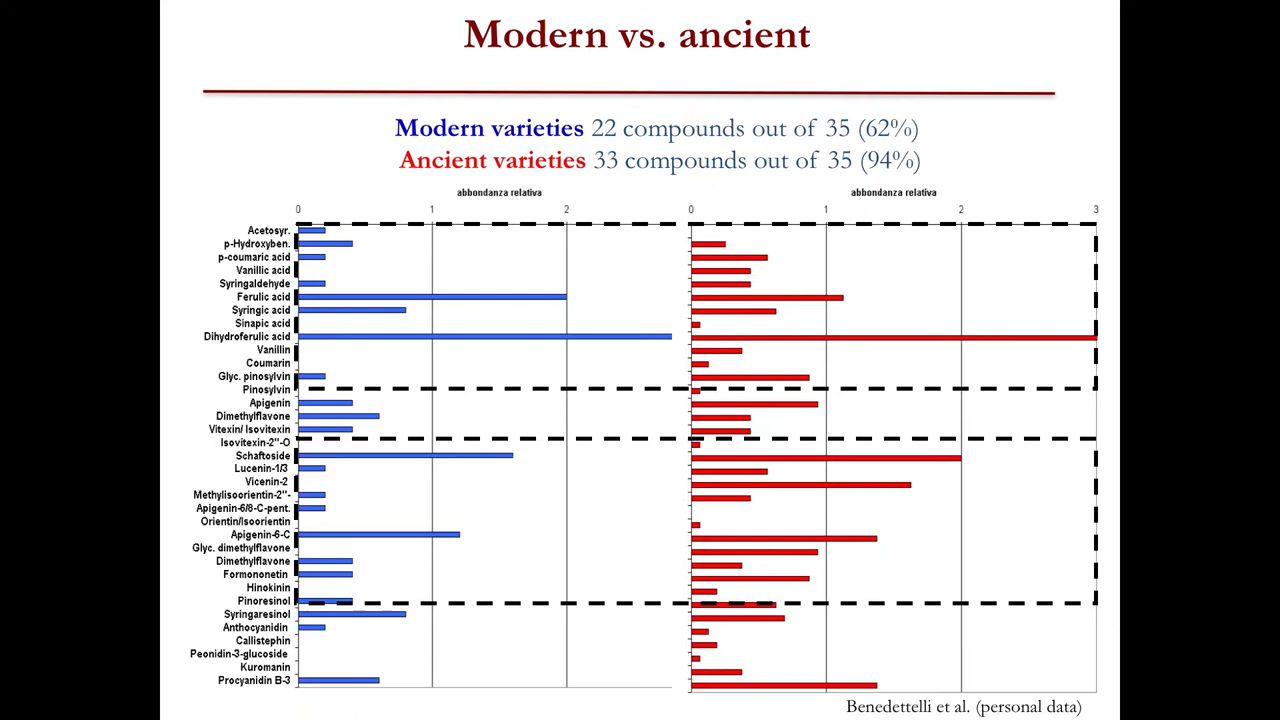 Modern vs. ancient
Modern varieties 22 compounds out of 35 (62%)
Ancient varieties 33 compounds out of 35 (94%)
abbondanza relativa
abbondanza relativa
0 1 2
0 1 2 3
Acetosyr.
p-Hydroxyben.
p-coumaric acid
Vanillic acid
Syringaldehyde
Ferulic acid
Syringic acid
Sinapic acid
Dihydroferulic acid
Vanillin
Coumarin
Glyc. pinosylvin
Pinosylvin
Apigenin
Dimethylflavone
Vitexin/ Isovitexin
Isovitexin-2"-O
Schaftoside
Lucenin-1/3
Vicenin-2
Methylisoorientin-2"-
Apigenin-6/8-C-pent.
Orientin/Isoorientin
Apigenin-6-C
Glyc. dimethylflavone
Dimethylflavone
Formononetin
Hinokinin
Pinoresinol
Syringaresinol
Anthocyanidin
Callistephin
Peonidin-3-glucoside
Kuromanin
Procyanidin B-3
Benedettelli et al. (personal data)